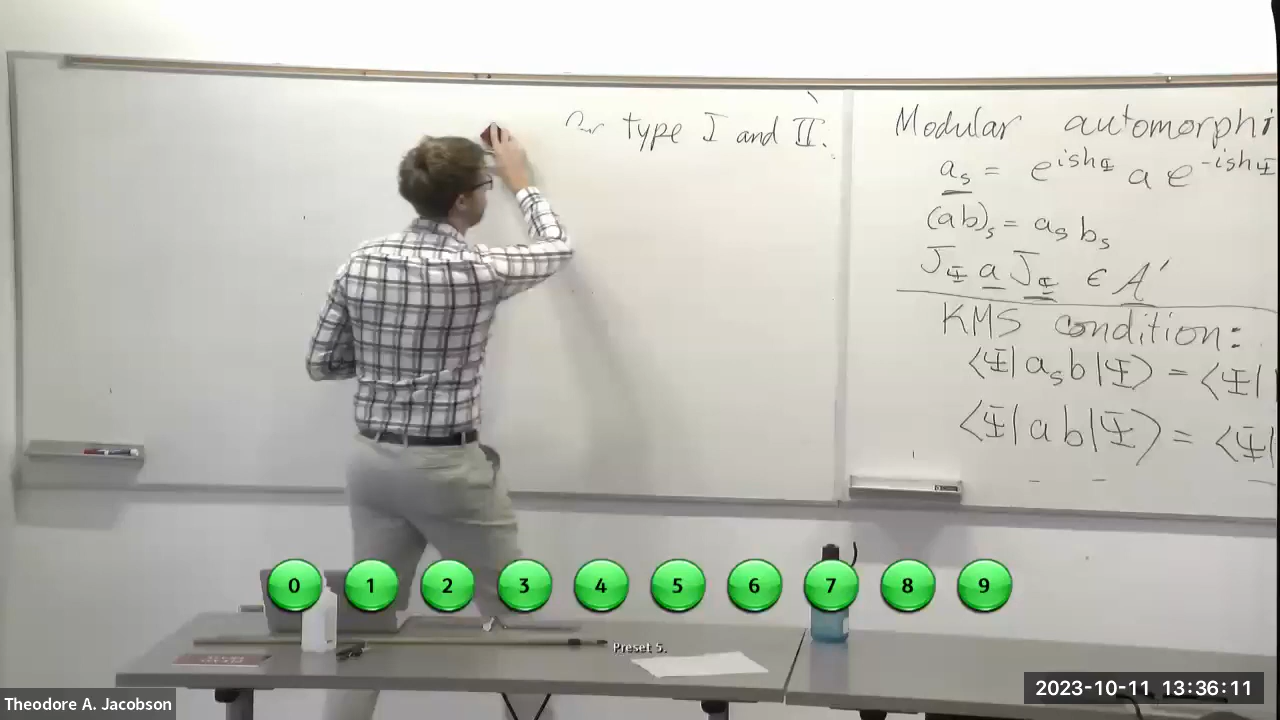 type I and II.
Modular automorphi
a_s = e^{ish_Ψ} a e^{-ish_Ψ}
(ab)_s = a_s b_s
J_Ψ a J_Ψ ∈ A'
KMS condition:
⟨Ψ| a_s b |Ψ⟩ = ⟨Ψ|
⟨Ψ| a b |Ψ⟩ = ⟨Ψ|
0 1 2 3 4 5 6 7 8 9
Preset 5.
2023-10-11 13:36:11
Theodore A. Jacobson